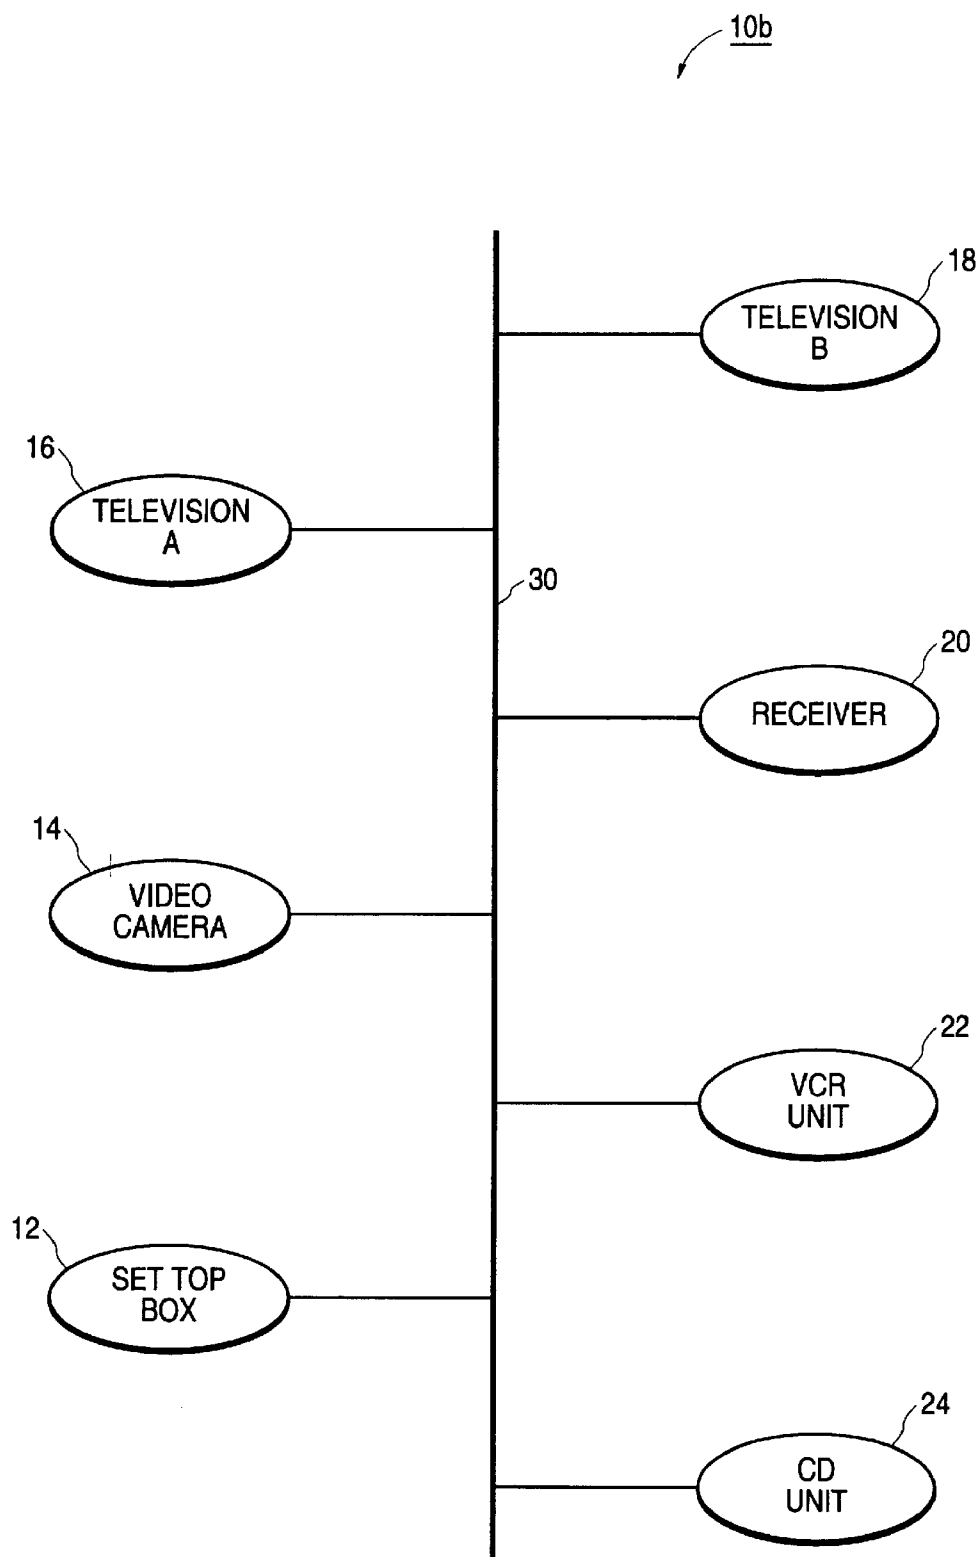 10b
18
TELEVISION
B
16
TELEVISION
A
30
20
RECEIVER
14
VIDEO
CAMERA
22
VCR
UNIT
12
SET TOP
BOX
24
CD
UNIT